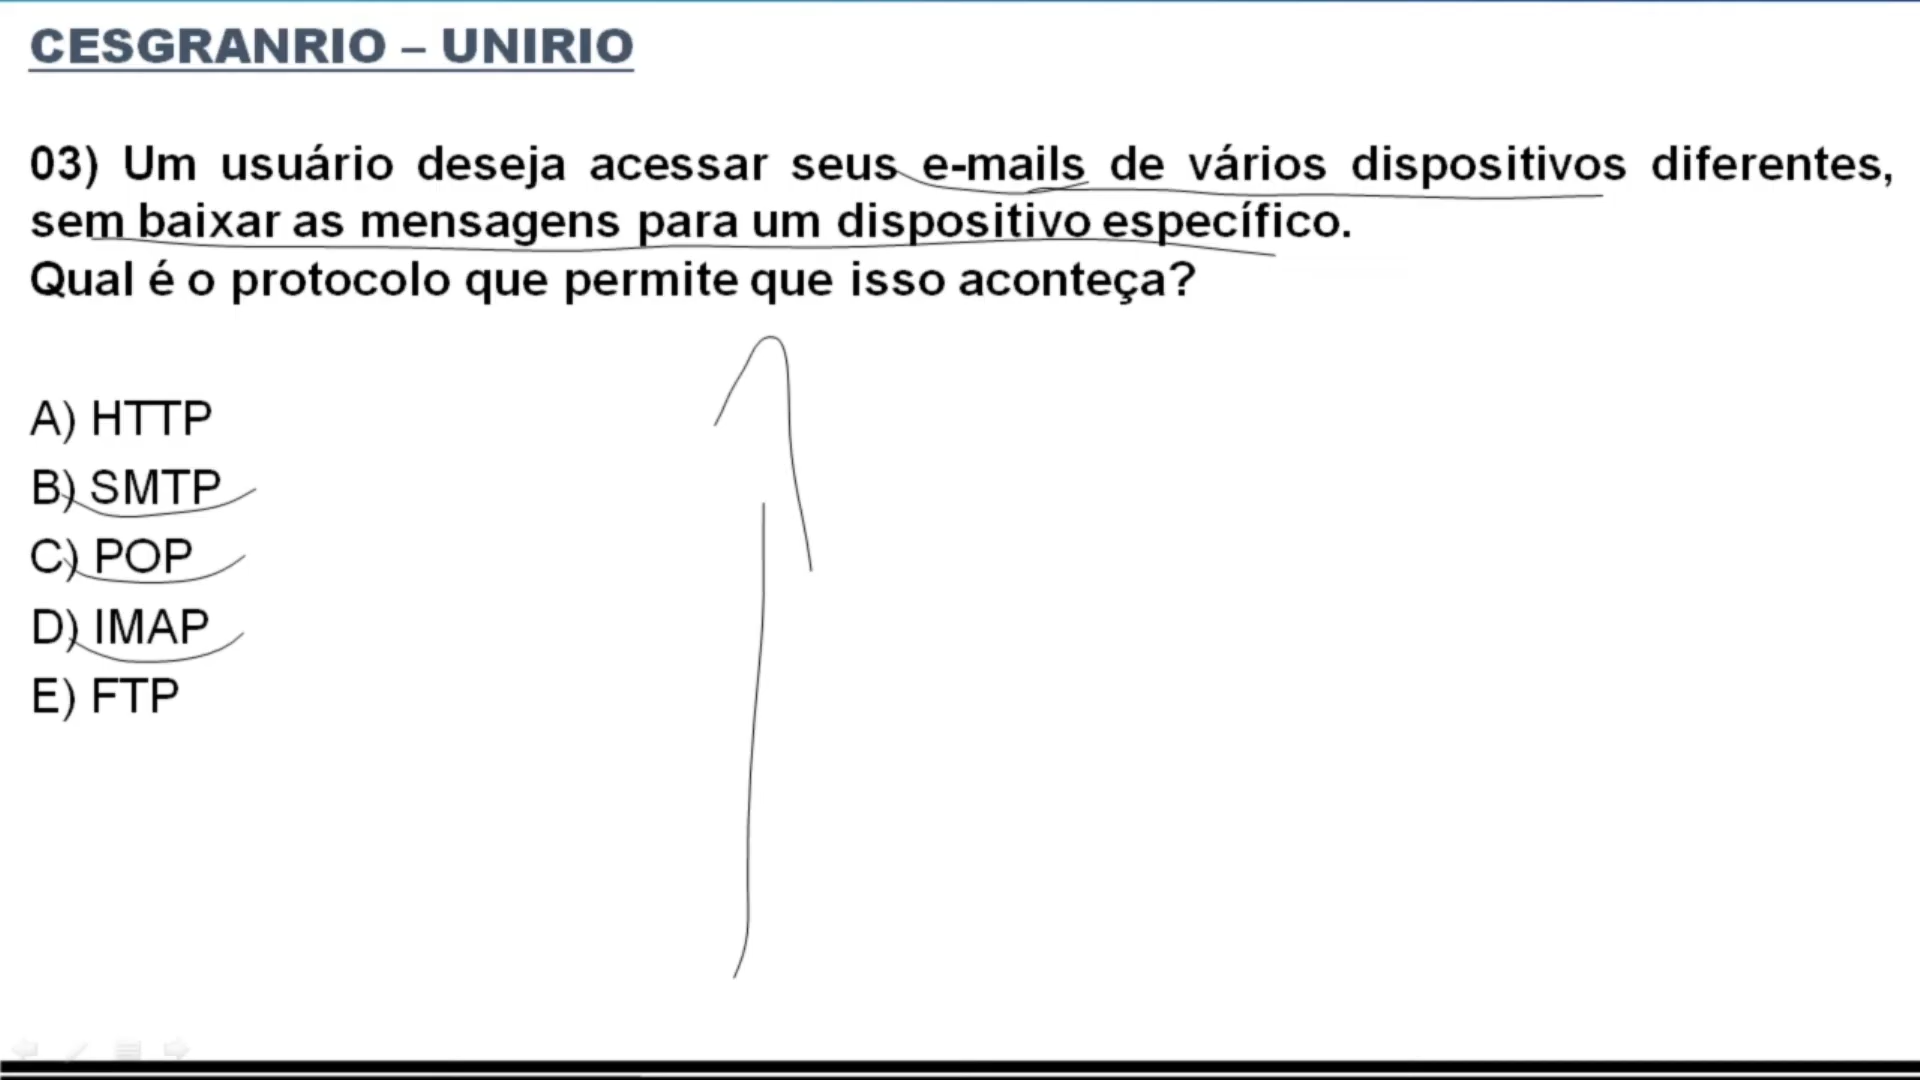 CESGRANRIO – UNIRIO
03) Um usuário deseja acessar seus e-mails de vários dispositivos diferentes,
sem baixar as mensagens para um dispositivo específico.
Qual é o protocolo que permite que isso aconteça?
A) HTTP
B) SMTP
C) POP
D) IMAP
E) FTP